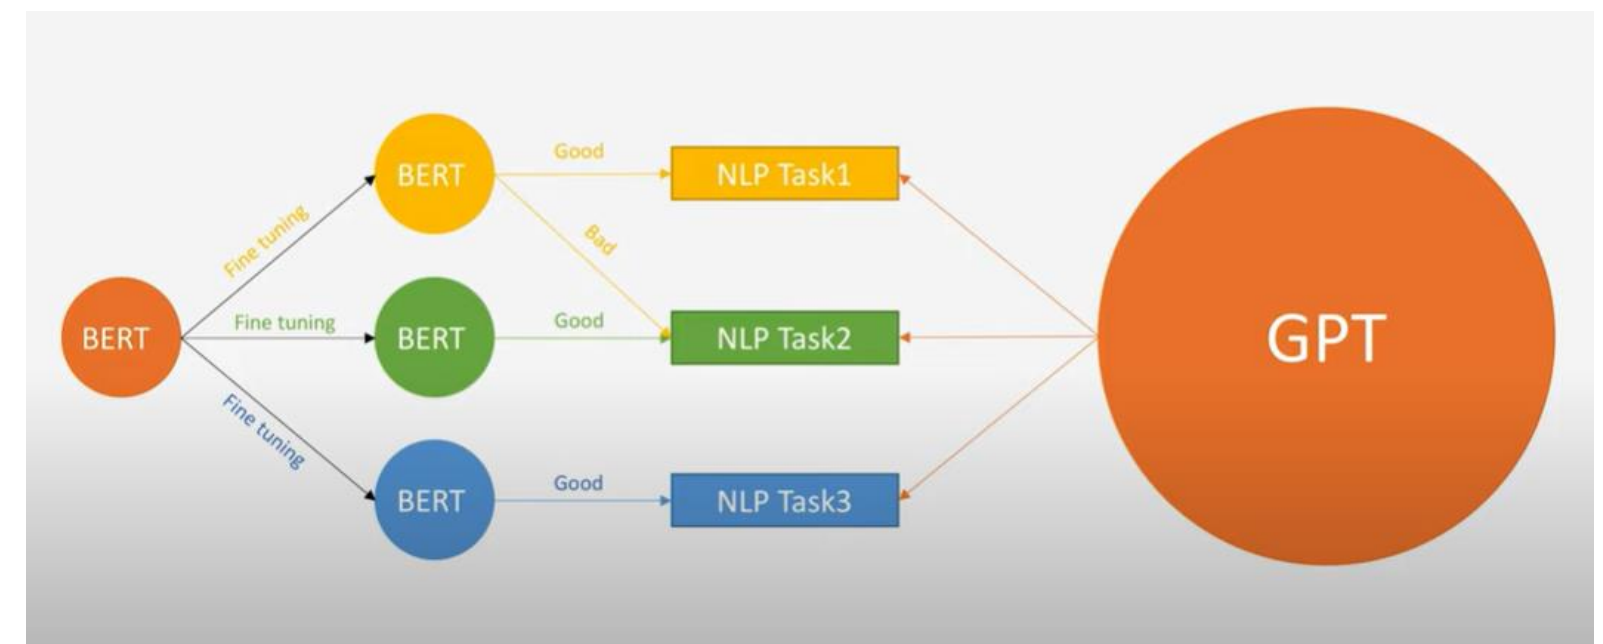 BERT
Fine tuning
Fine tuning
Fine tuning
BERT
BERT
BERT
Good
Bad
Good
Good
NLP Task1
NLP Task2
NLP Task3
GPT